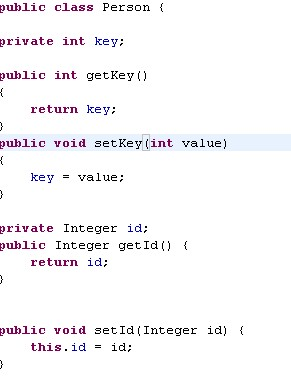 public class Person {
private int key;
public int getKey()
{
return key;
}
public void setKey(int value)
{
key = value;
}
private Integer id;
public Integer getId() {
return id;
}
public void setId(Integer id) {
this.id = id;
}